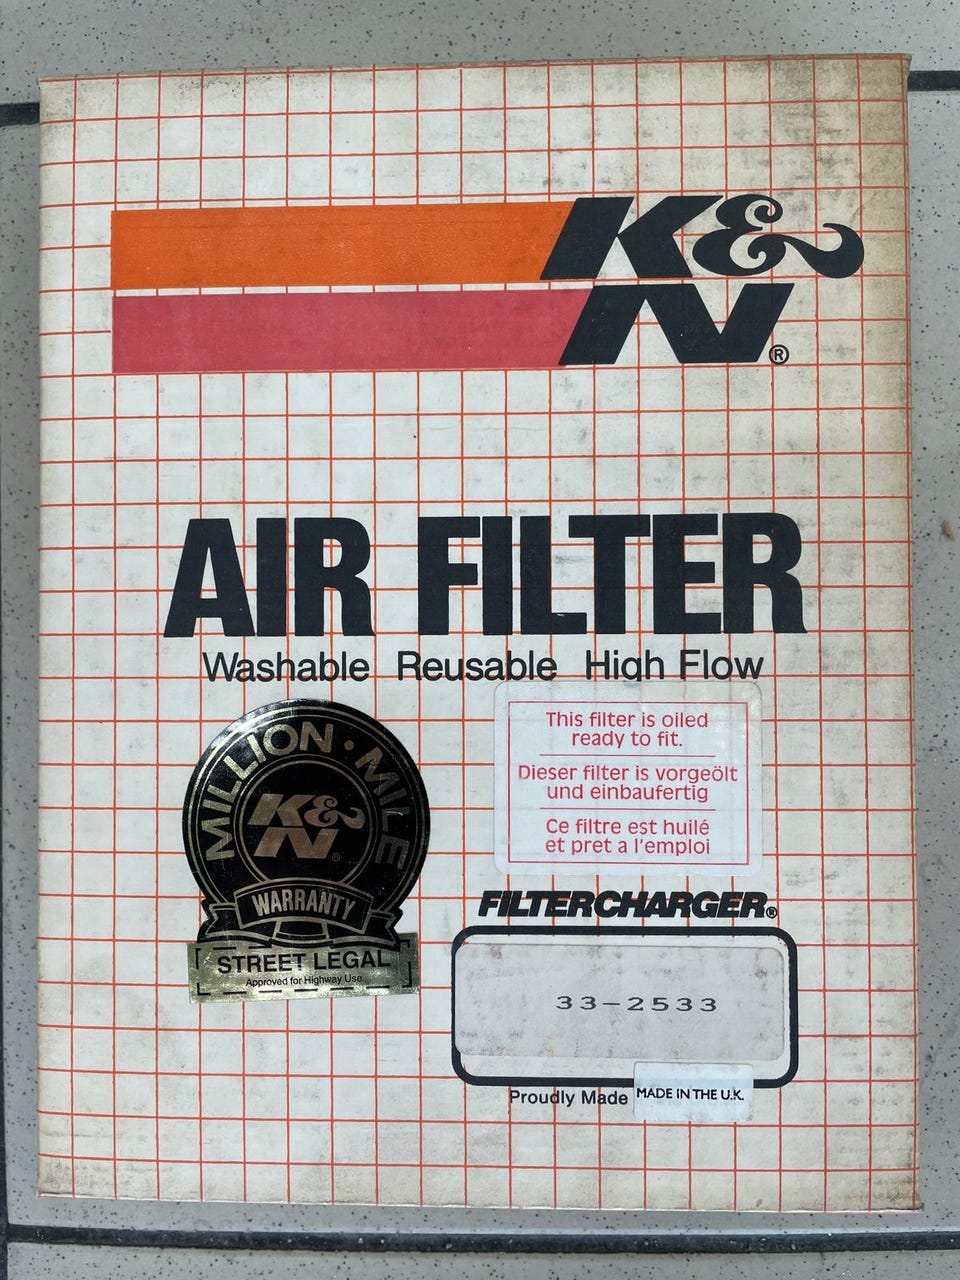 K&
N®
AIR FILTER
Washable Reusable High Flow
This filter is oiled
ready to fit.
Dieser filter is vorgeölt
und einbaufertig
Ce filtre est huilé
et pret a l'emploi
MILLION • MILE
K&
N®
WARRANTY
STREET LEGAL
Approved for Highway Use
FILTERCHARGER®
33-2533
Proudly Made MADE IN THE U.K.